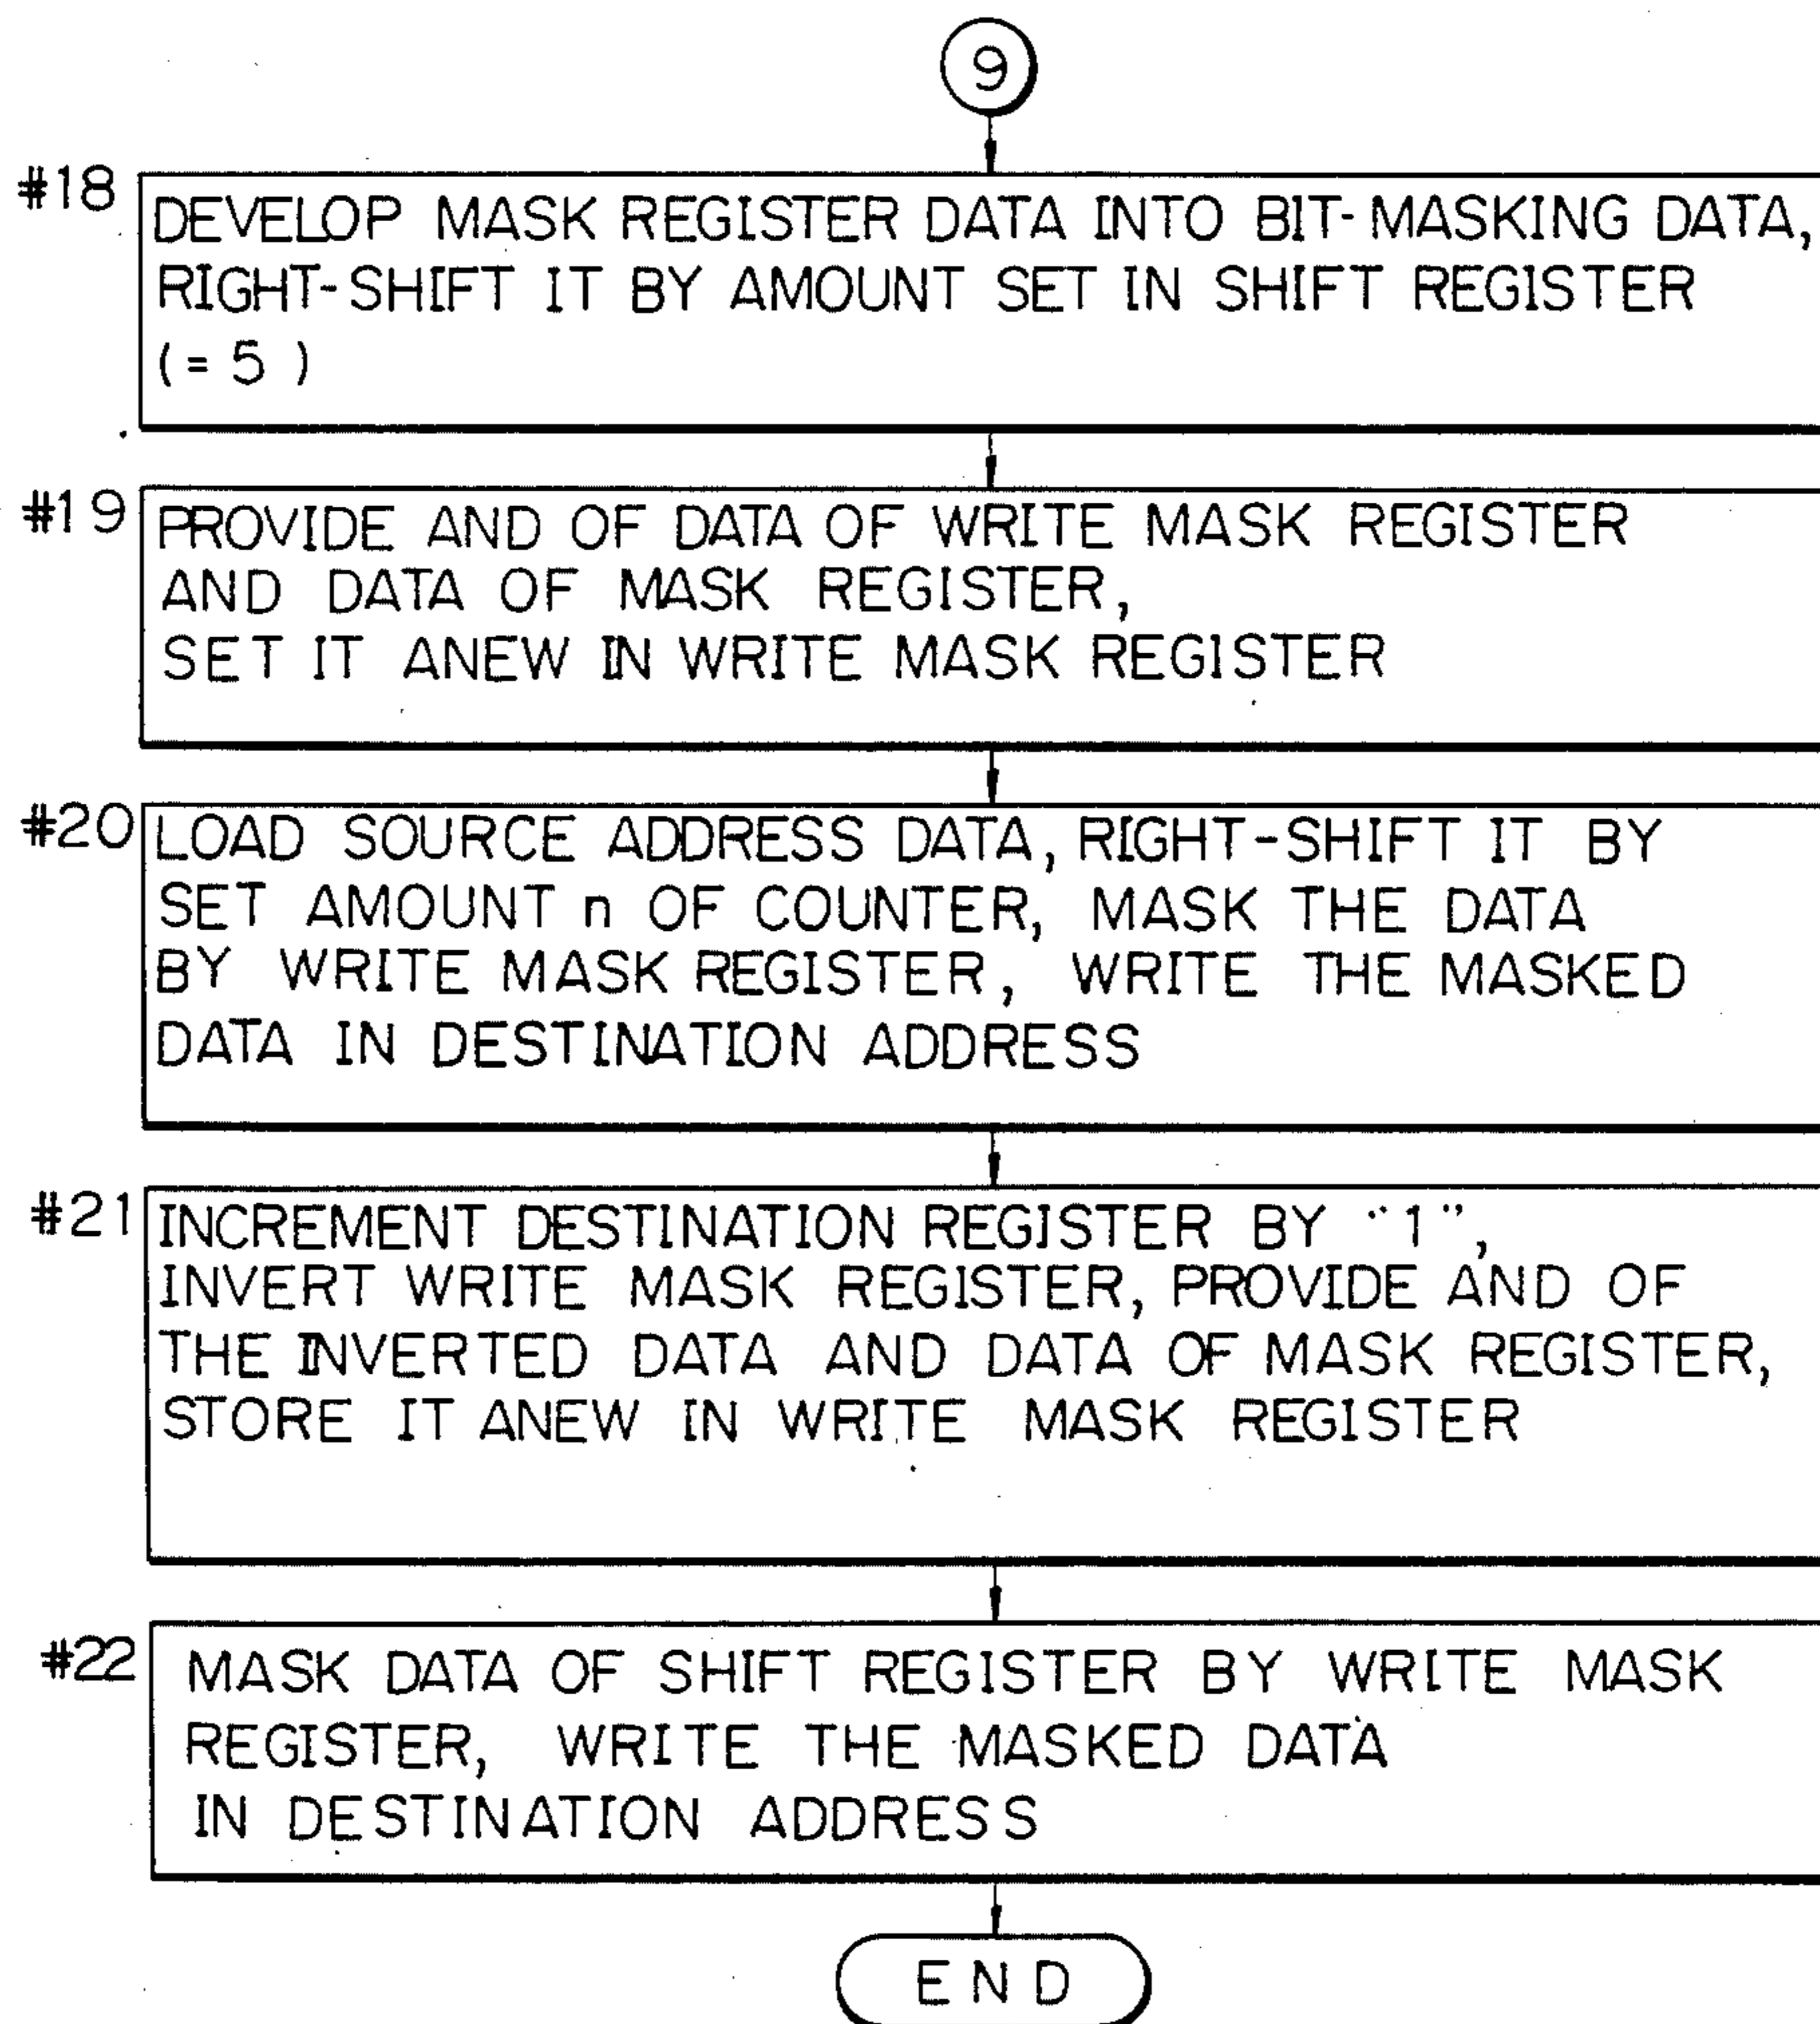 9
#18
DEVELOP MASK REGISTER DATA INTO BIT-MASKING DATA,
RIGHT-SHIFT IT BY AMOUNT SET IN SHIFT REGISTER
(= 5 )
#19
PROVIDE AND OF DATA OF WRITE MASK REGISTER
AND DATA OF MASK REGISTER,
SET IT ANEW IN WRITE MASK REGISTER
#20
LOAD SOURCE ADDRESS DATA, RIGHT-SHIFT IT BY
SET AMOUNT n OF COUNTER, MASK THE DATA
BY WRITE MASK REGISTER, WRITE THE MASKED
DATA IN DESTINATION ADDRESS
#21
INCREMENT DESTINATION REGISTER BY "1",
INVERT WRITE MASK REGISTER, PROVIDE AND OF
THE INVERTED DATA AND DATA OF MASK REGISTER,
STORE IT ANEW IN WRITE MASK REGISTER
#22
MASK DATA OF SHIFT REGISTER BY WRITE MASK
REGISTER, WRITE THE MASKED DATA
IN DESTINATION ADDRESS
END